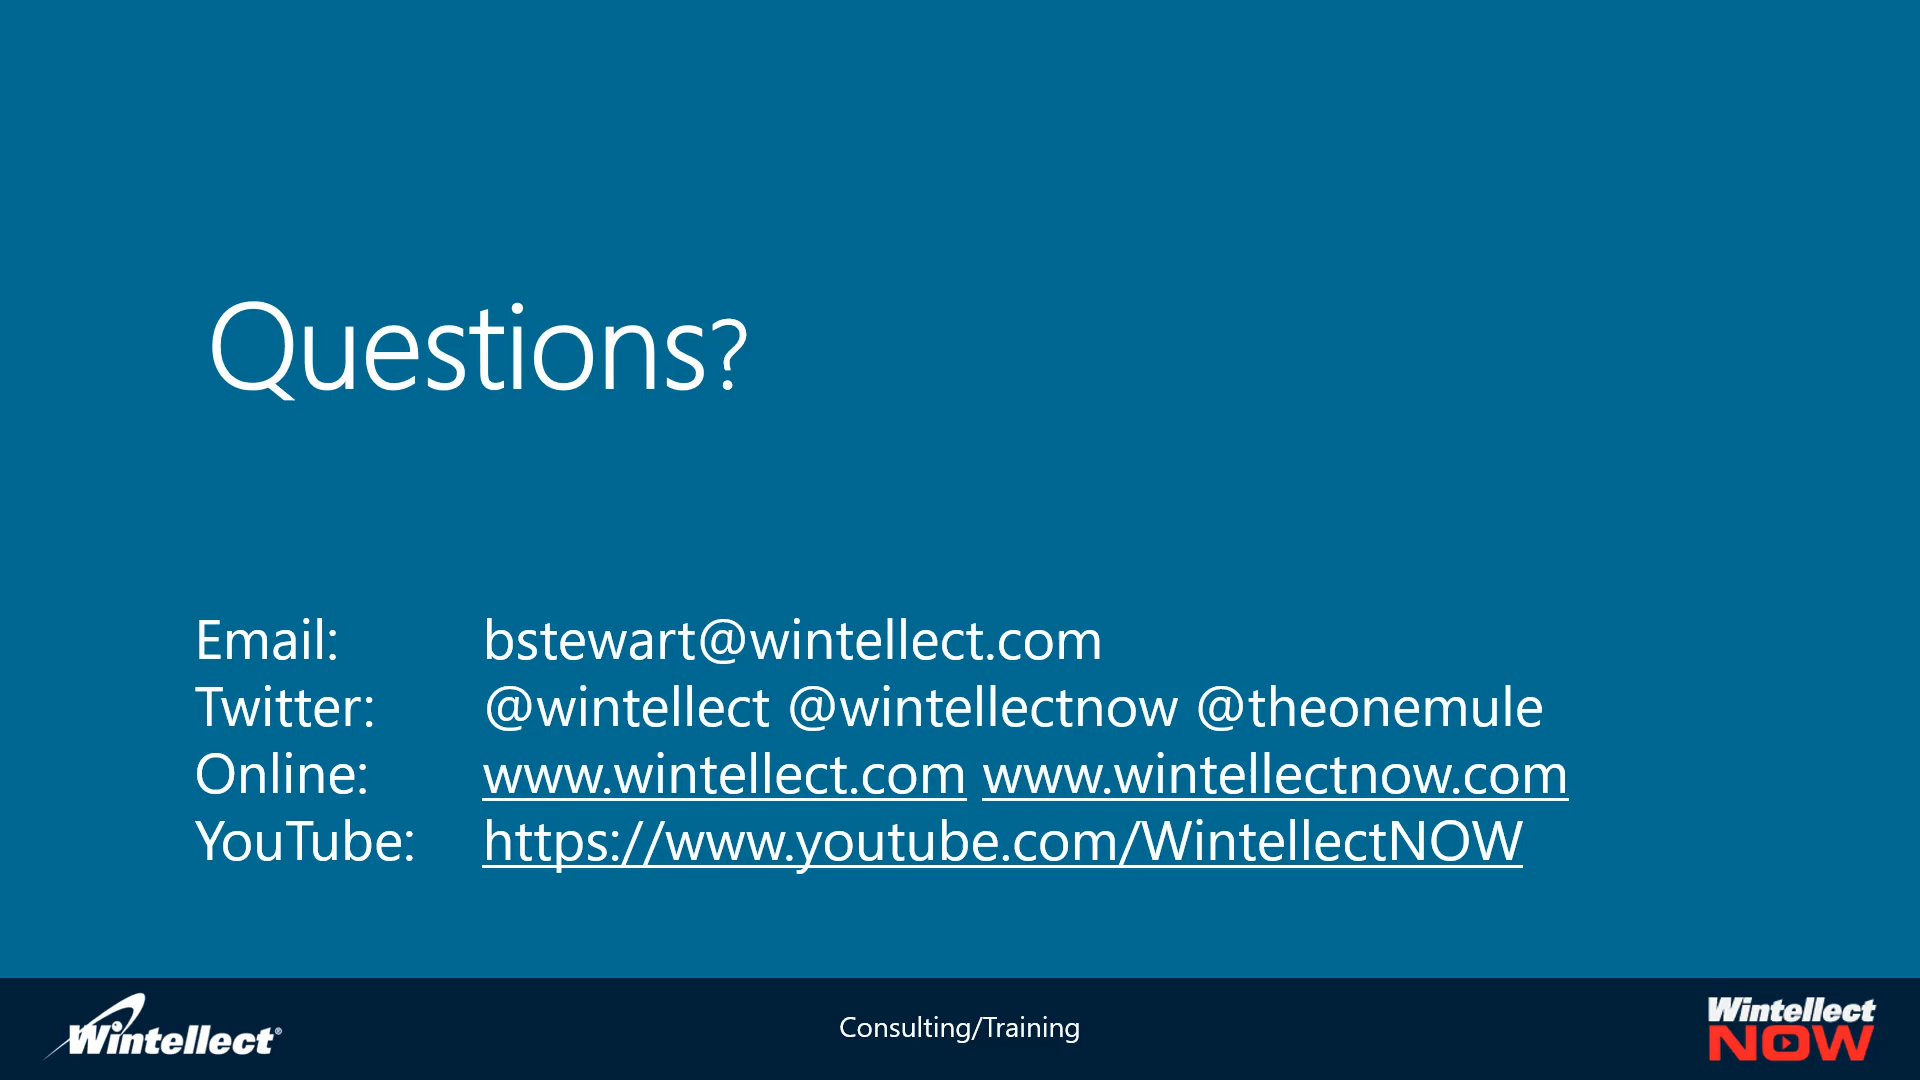 Questions?
Email: bstewart@wintellect.com
Twitter: @wintellect @wintellectnow @theonemule
Online: www.wintellect.com www.wintellectnow.com
YouTube: https://www.youtube.com/WintellectNOW
Wintellect®
Consulting/Training
Wintellect
NOW